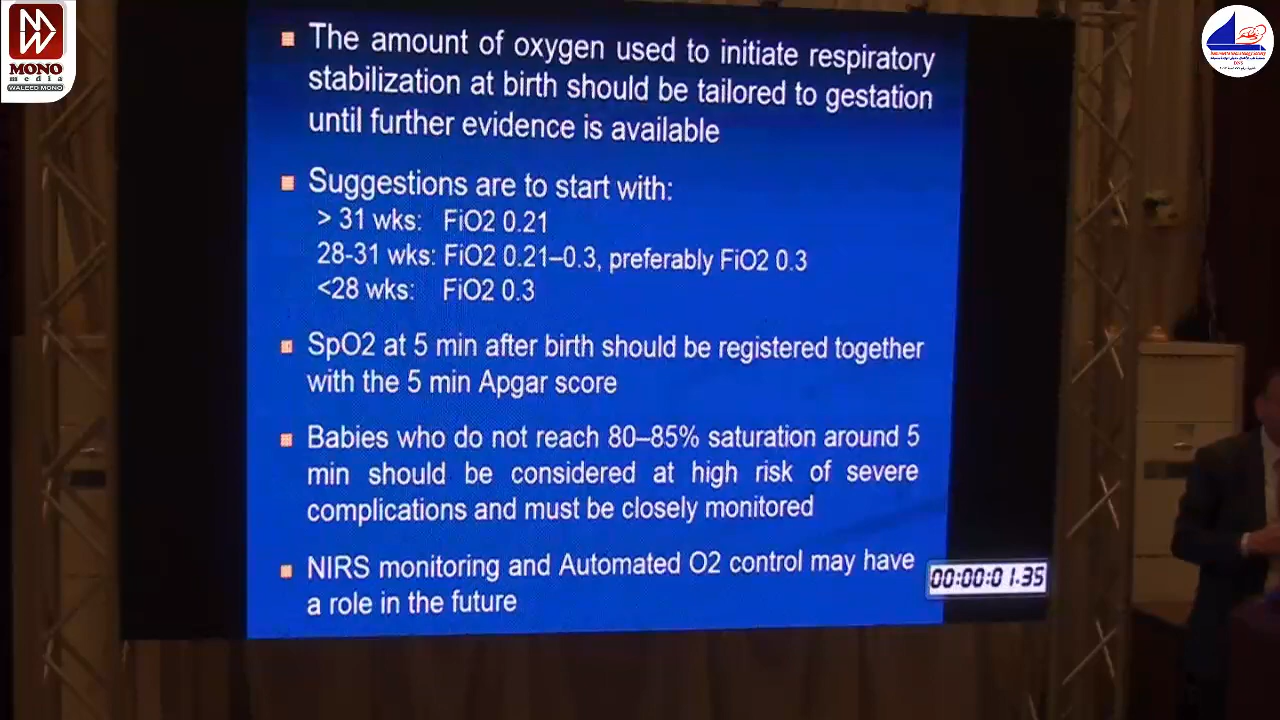 MONO
media
WALEED MONO
DNS
The amount of oxygen used to initiate respiratory
stabilization at birth should be tailored to gestation
until further evidence is available
Suggestions are to start with:
> 31 wks: FiO2 0.21
28-31 wks: FiO2 0.21–0.3, preferably FiO2 0.3
<28 wks: FiO2 0.3
SpO2 at 5 min after birth should be registered together
with the 5 min Apgar score
Babies who do not reach 80–85% saturation around 5
min should be considered at high risk of severe
complications and must be closely monitored
NIRS monitoring and Automated O2 control may have
a role in the future
00:00:01.35